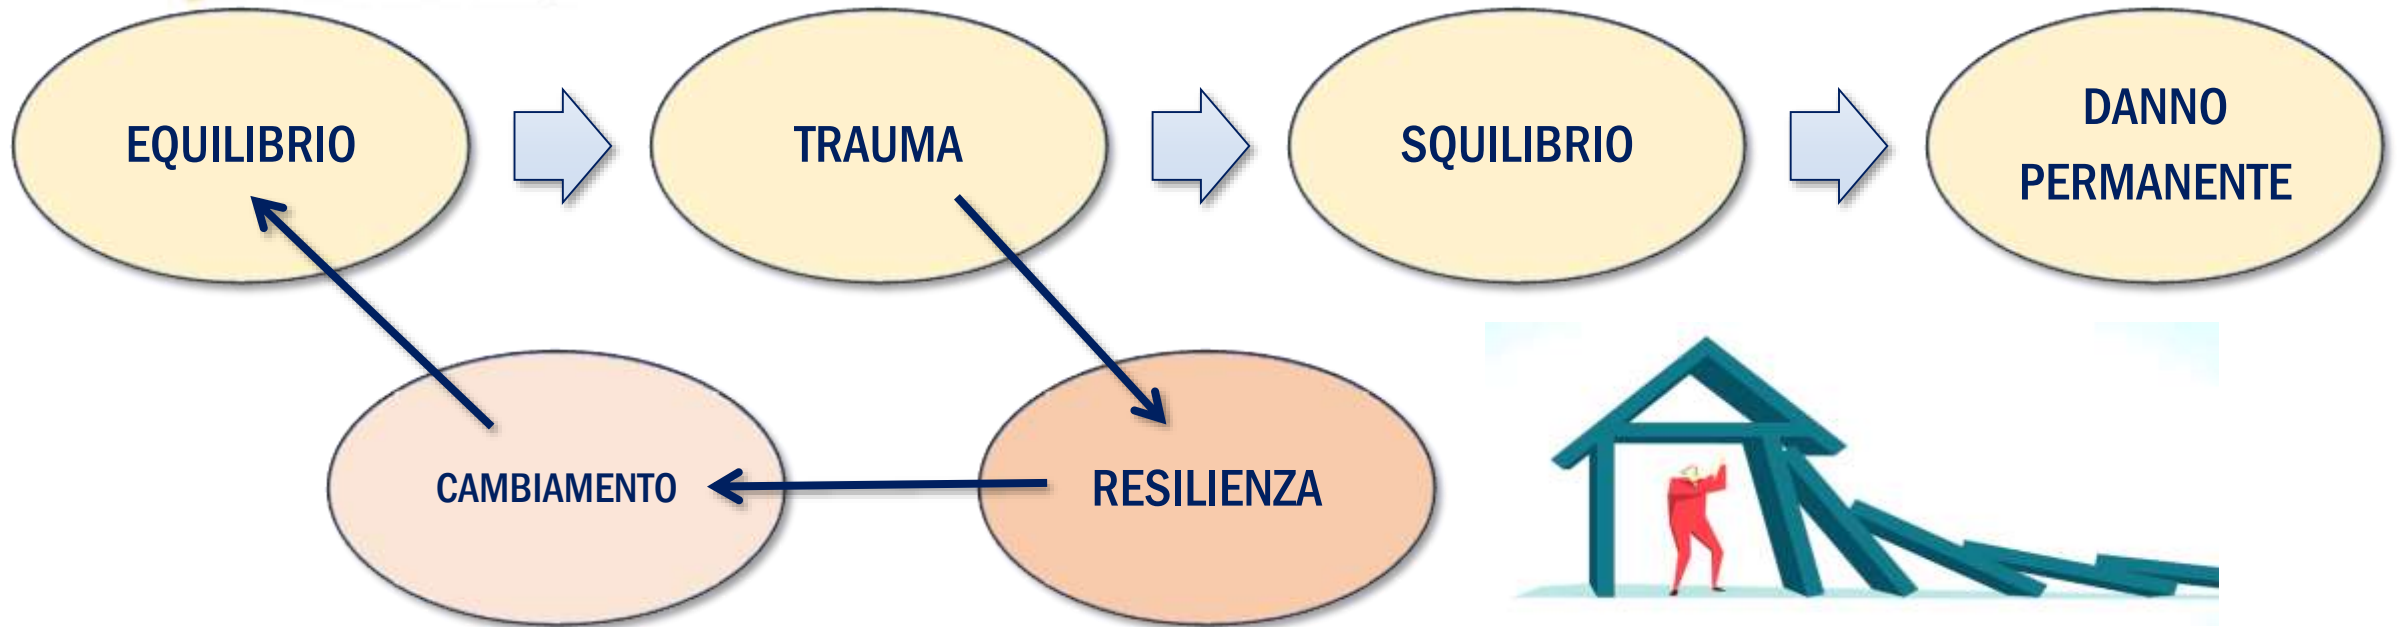 EQUILIBRIO
TRAUMA
SQUILIBRIO
DANNO
PERMANENTE
CAMBIAMENTO
RESILIENZA